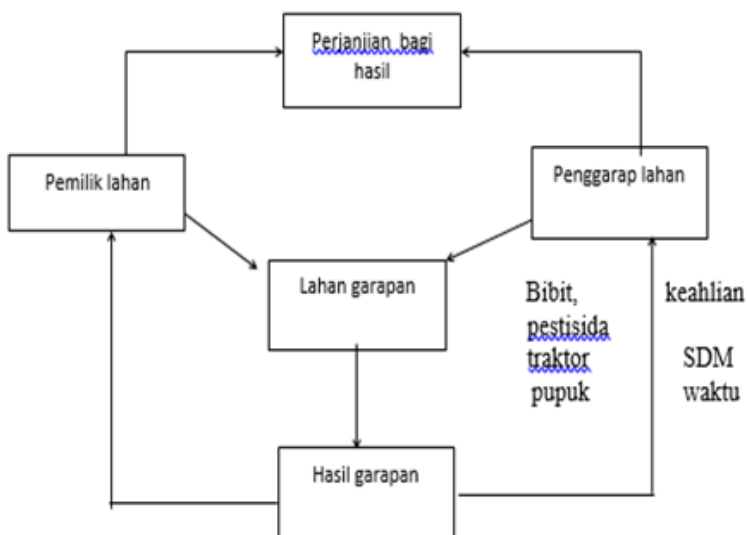 Perjanjian bagi
hasil
Pemilik lahan
Penggarap lahan
Lahan garapan
Bibit,
pestisida
traktor
pupuk
keahlian
SDM
waktu
Hasil garapan